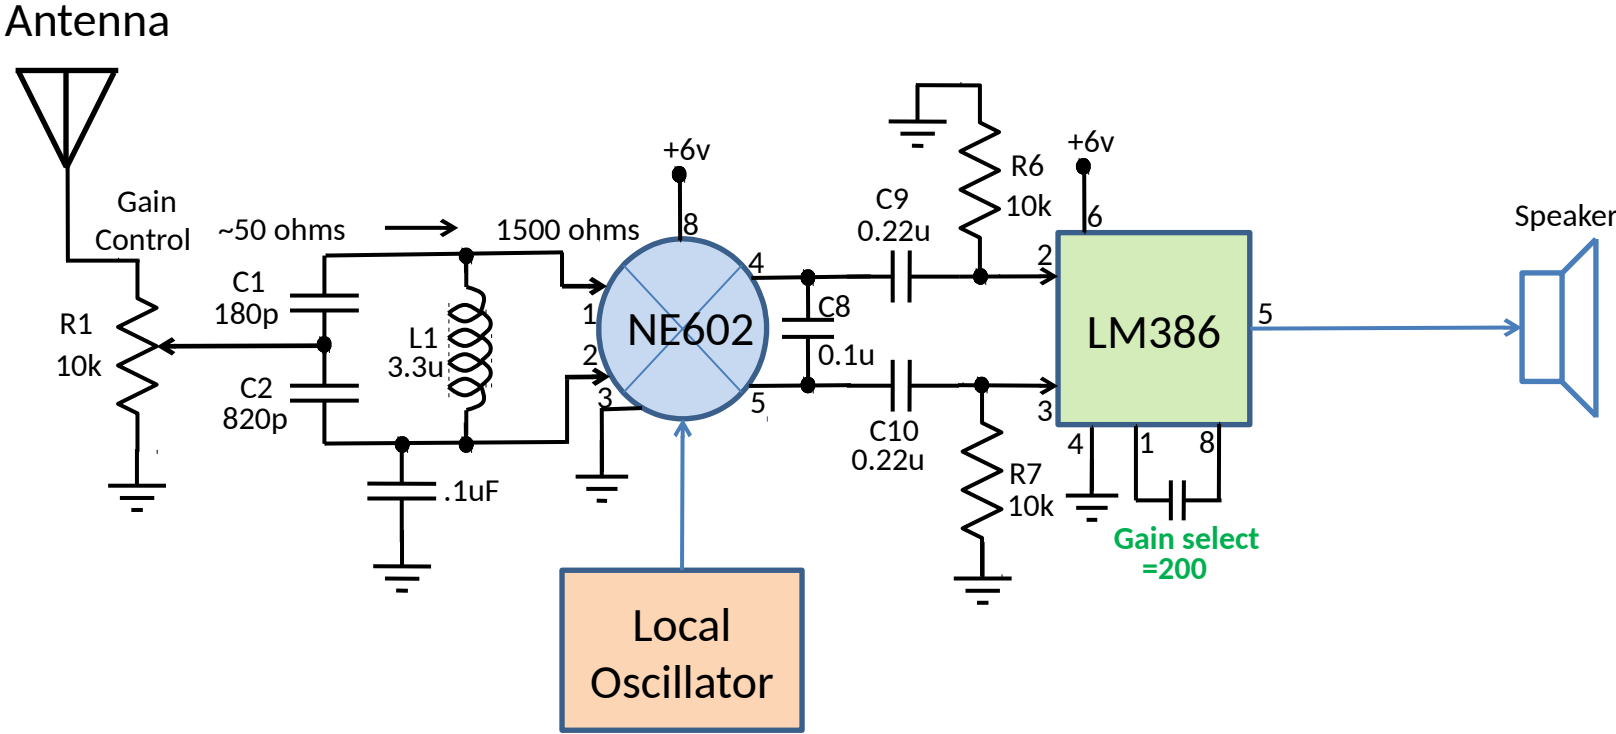 Antenna
Gain
Control
R1
10k
~50 ohms
C1
180p
C2
820p
L1
3.3u
.1uF
1500 ohms
+6v
8
1
2
3
4
5
NE602
Local
Oscillator
C8
0.1u
C9
0.22u
C10
0.22u
R6
10k
R7
10k
+6v
6
2
3
LM386
5
4
1
8
Gain select
=200
Speaker